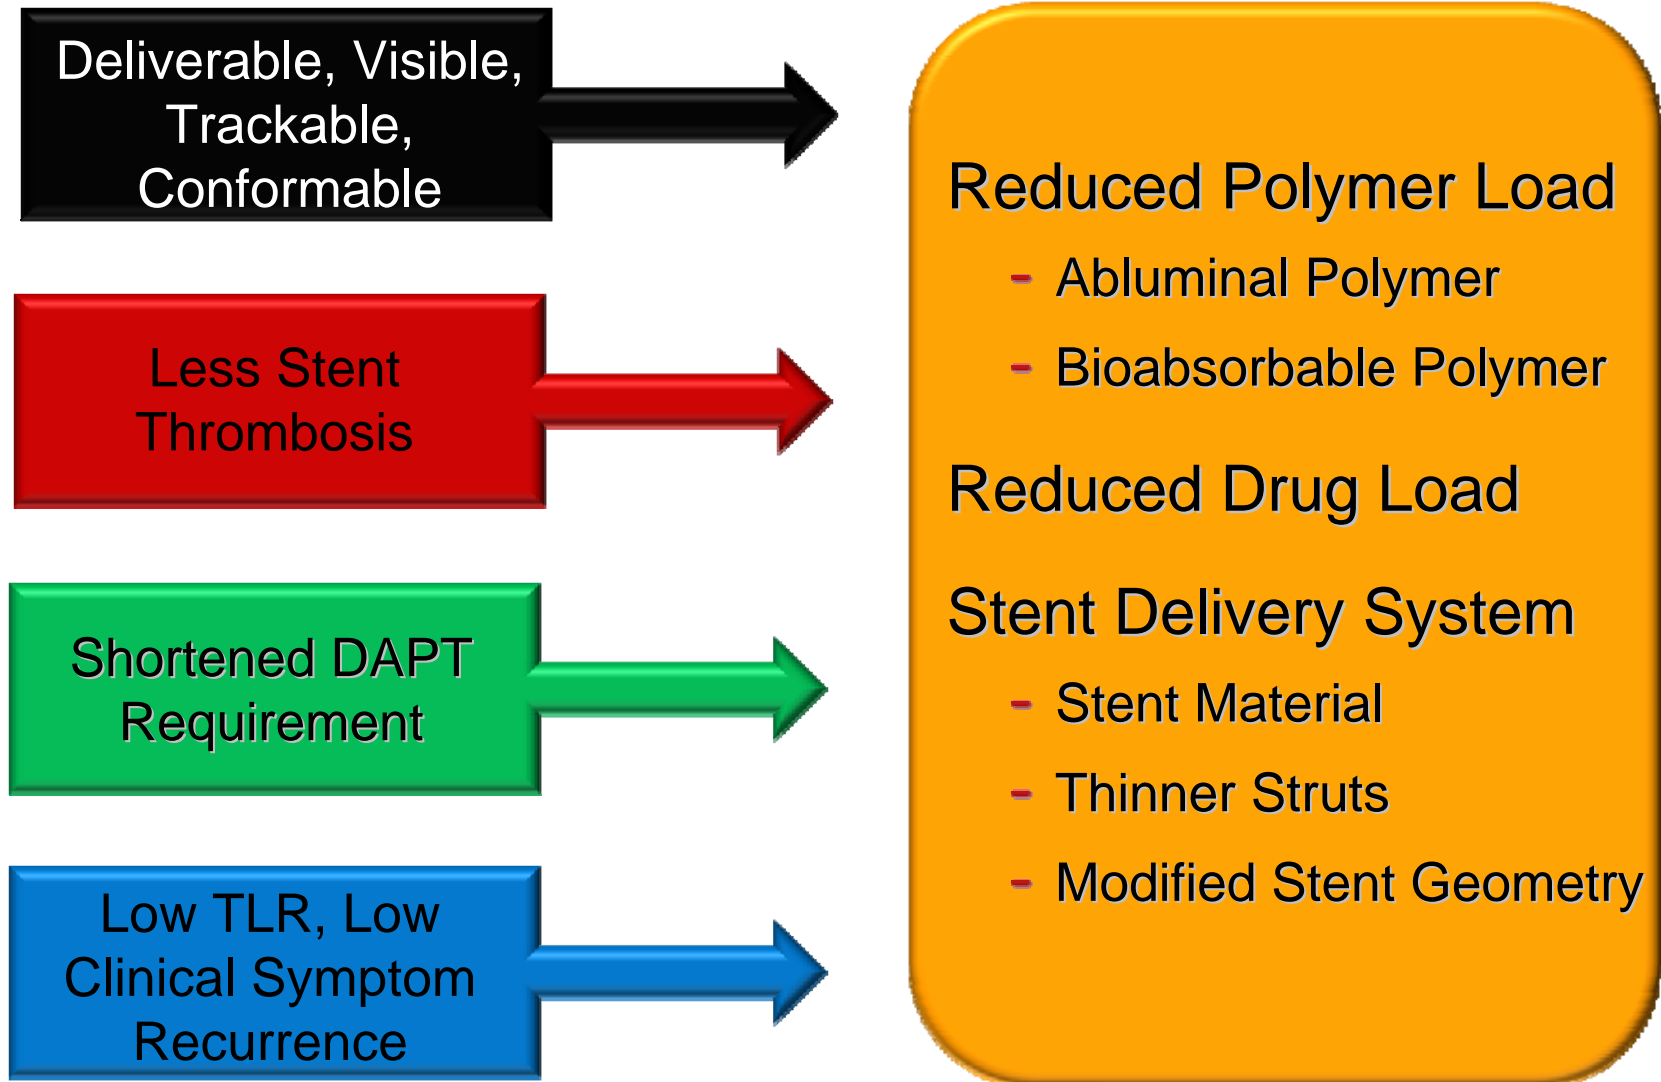 Deliverable, Visible,
Trackable,
Conformable
Less Stent
Thrombosis
Shortened DAPT
Requirement
Low TLR, Low
Clinical Symptom
Recurrence
Reduced Polymer Load
- Abluminal Polymer
- Bioabsorbable Polymer
Reduced Drug Load
Stent Delivery System
- Stent Material
- Thinner Struts
- Modified Stent Geometry